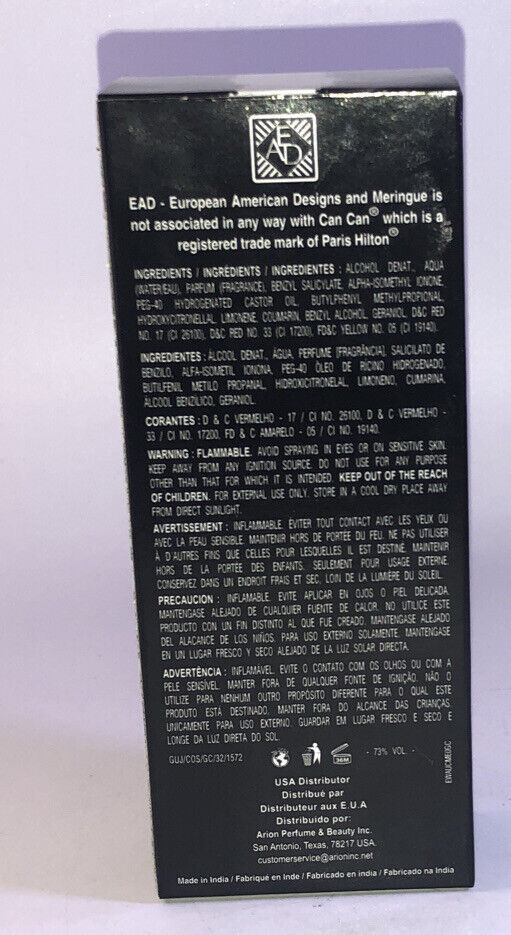 EAD
EAD - European American Designs and Meringue is
not associated in any way with Can Can® which is a
registered trade mark of Paris Hilton®
INGREDIENTS / INGRÉDIENTS / INGREDIENTES : ALCOHOL DENAT., AQUA
(WATER/EAU), PARFUM (FRAGRANCE), BENZYL SALICYLATE, ALPHA-ISOMETHYL IONONE,
PEG-40 HYDROGENATED CASTOR OIL, BUTYLPHENYL METHYLPROPIONAL,
HYDROXYCITRONELLAL, LIMONENE, COUMARIN, BENZYL ALCOHOL, GERANIOL, D&C RED
NO. 17 (CI 26100), D&C RED NO. 33 (CI 17200), FD&C YELLOW NO. 05 (CI 19140).
INGREDIENTES : ÁLCOOL DENAT., ÁGUA, PERFUME [FRAGRÂNCIA], SALICILATO DE
BENZILO, ALFA-ISOMETIL IONONA, PEG-40 ÓLEO DE RÍCINO HIDROGENADO,
BUTILFENIL METILO PROPANAL, HIDROXICITRONELAL, LIMONENO, CUMARINA,
ÁLCOOL BENZILICO, GERANIOL.
CORANTES : D & C VERMELHO - 17 / CI NO. 26100, D & C VERMELHO -
33 / CI NO. 17200, FD & C AMARELO - 05 / CI NO. 19140.
WARNING : FLAMMABLE. AVOID SPRAYING IN EYES OR ON SENSITIVE SKIN.
KEEP AWAY FROM ANY IGNITION SOURCE. DO NOT USE FOR ANY PURPOSE
OTHER THAN THAT FOR WHICH IT IS INTENDED. KEEP OUT OF THE REACH
OF CHILDREN. FOR EXTERNAL USE ONLY. STORE IN A COOL DRY PLACE AWAY
FROM DIRECT SUNLIGHT.
AVERTISSEMENT : INFLAMMABLE. ÉVITER TOUT CONTACT AVEC LES YEUX OU
AVEC LA PEAU SENSIBLE. MAINTENIR HORS DE PORTÉE DU FEU. NE PAS UTILISER
À D'AUTRES FINS QUE CELLES POUR LESQUELLES IL EST DESTINÉ. MAINTENIR
HORS DE LA PORTÉE DES ENFANTS. SEULEMENT POUR USAGE EXTERNE.
CONSERVEZ DANS UN ENDROIT FRAIS ET SEC, LOIN DE LA LUMIÈRE DU SOLEIL.
PRECAUCION : INFLAMABLE. EVITE APLICAR EN OJOS O PIEL DELICADA.
MANTENGASE ALEJADO DE CUALQUIER FUENTE DE CALOR. NO UTILICE ESTE
PRODUCTO CON UN FIN DISTINTO AL QUE FUE CREADO. MANTENGASE ALEJADO
DEL ALACANCE DE LOS NIÑOS. PARA USO EXTERNO SOLAMENTE. MANTENGASE
EN UN LUGAR FRESCO Y SECO ALEJADO DE LA LUZ SOLAR DIRECTA.
ADVERTÊNCIA : INFLAMÁVEL. EVITE O CONTATO COM OS OLHOS OU COM A
PELE SENSÍVEL. MANTER FORA DE QUALQUER FONTE DE IGNIÇÃO. NÃO O
UTILIZE PARA NENHUM OUTRO PROPÓSITO DIFERENTE PARA O QUAL ESTE
PRODUTO ESTÁ DESTINADO. MANTER FORA DO ALCANCE DAS CRIANÇAS.
UNICAMENTE PARA USO EXTERNO. GUARDAR EM LUGAR FRESCO E SECO E
LONGE DA LUZ DIRETA DO SOL.
GUJ/COS/GC/32/1572
36M
- 73% VOL -
USA Distributor
Distribué par
Distributeur aux E.U.A
Distribuido por:
Arion Perfume & Beauty Inc.
San Antonio, Texas, 78217 USA.
customerservice@arioninc.net
Made in India / Fabriqué en Inde / Fabricado en india / Fabricado na India